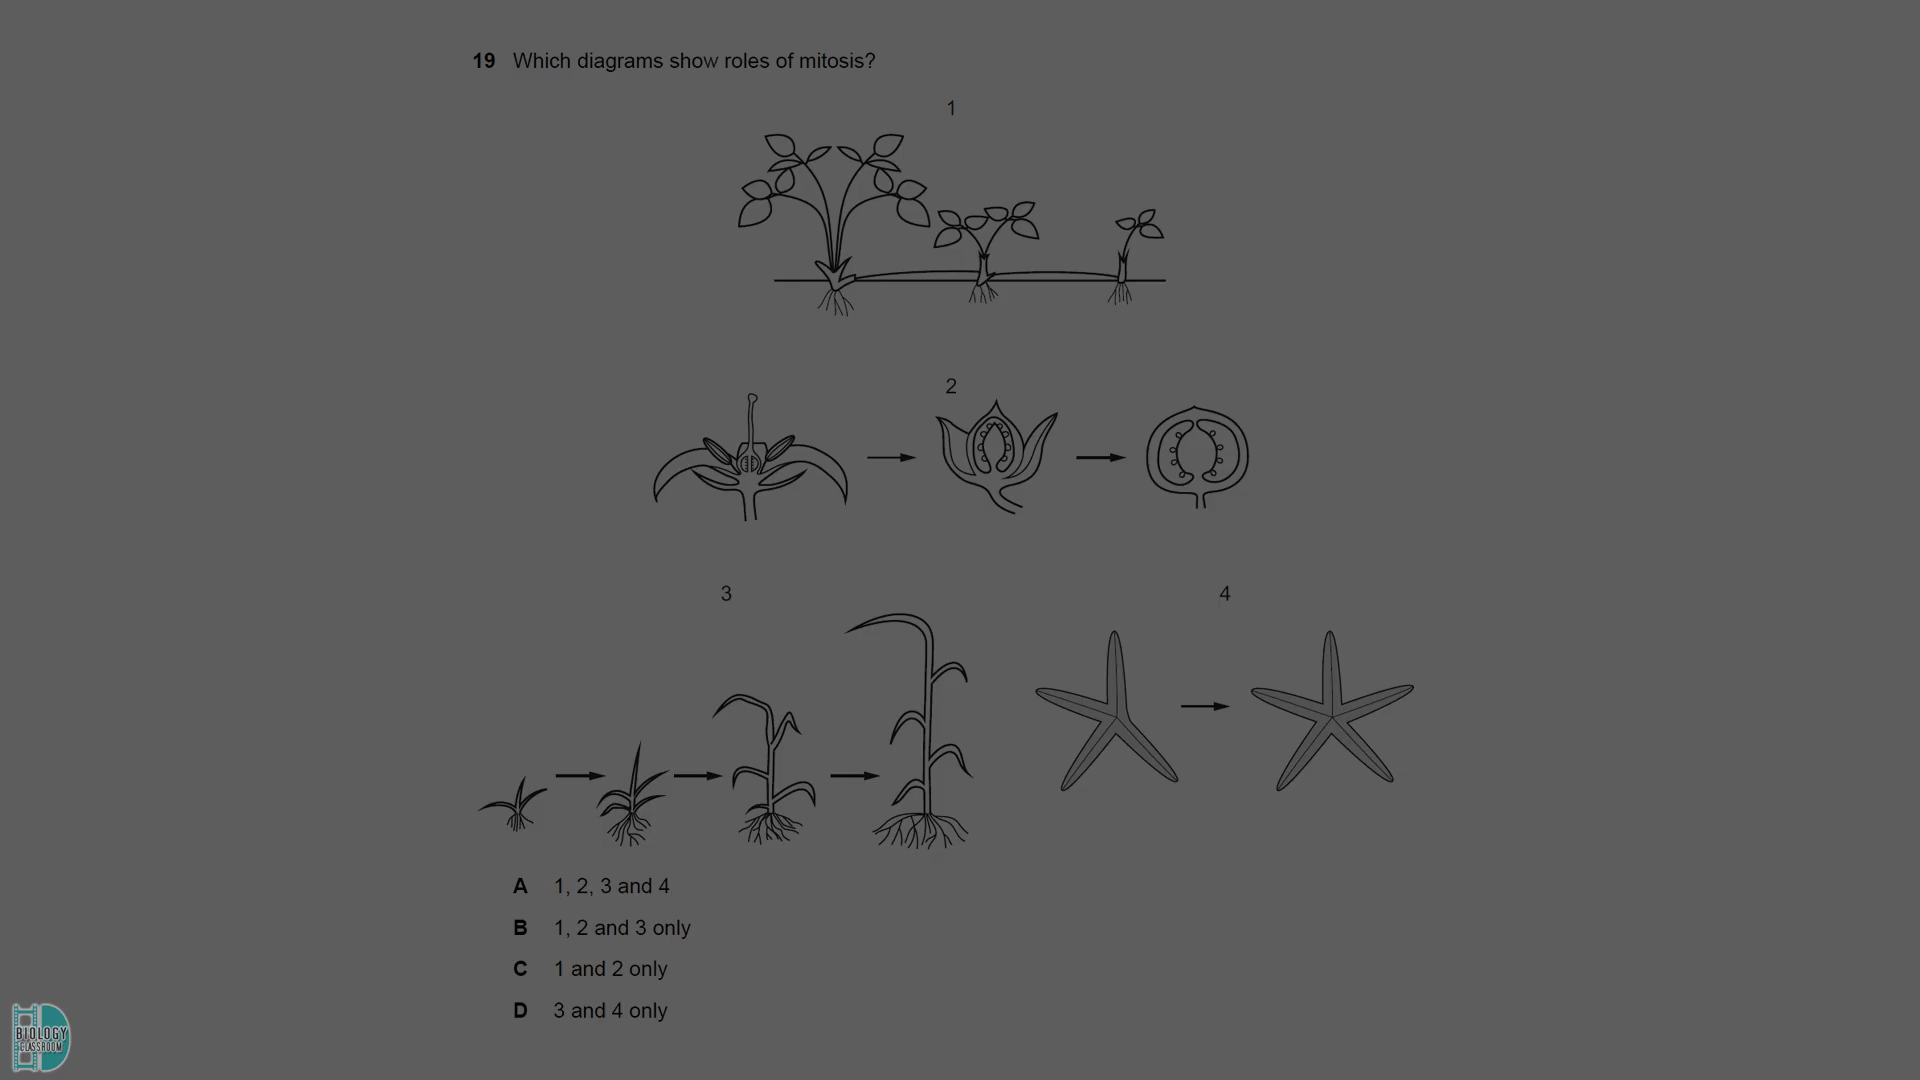 19 Which diagrams show roles of mitosis?
1
2
3
4
A 1, 2, 3 and 4
B 1, 2 and 3 only
C 1 and 2 only
D 3 and 4 only
BIOLOGY
CLASSROOM